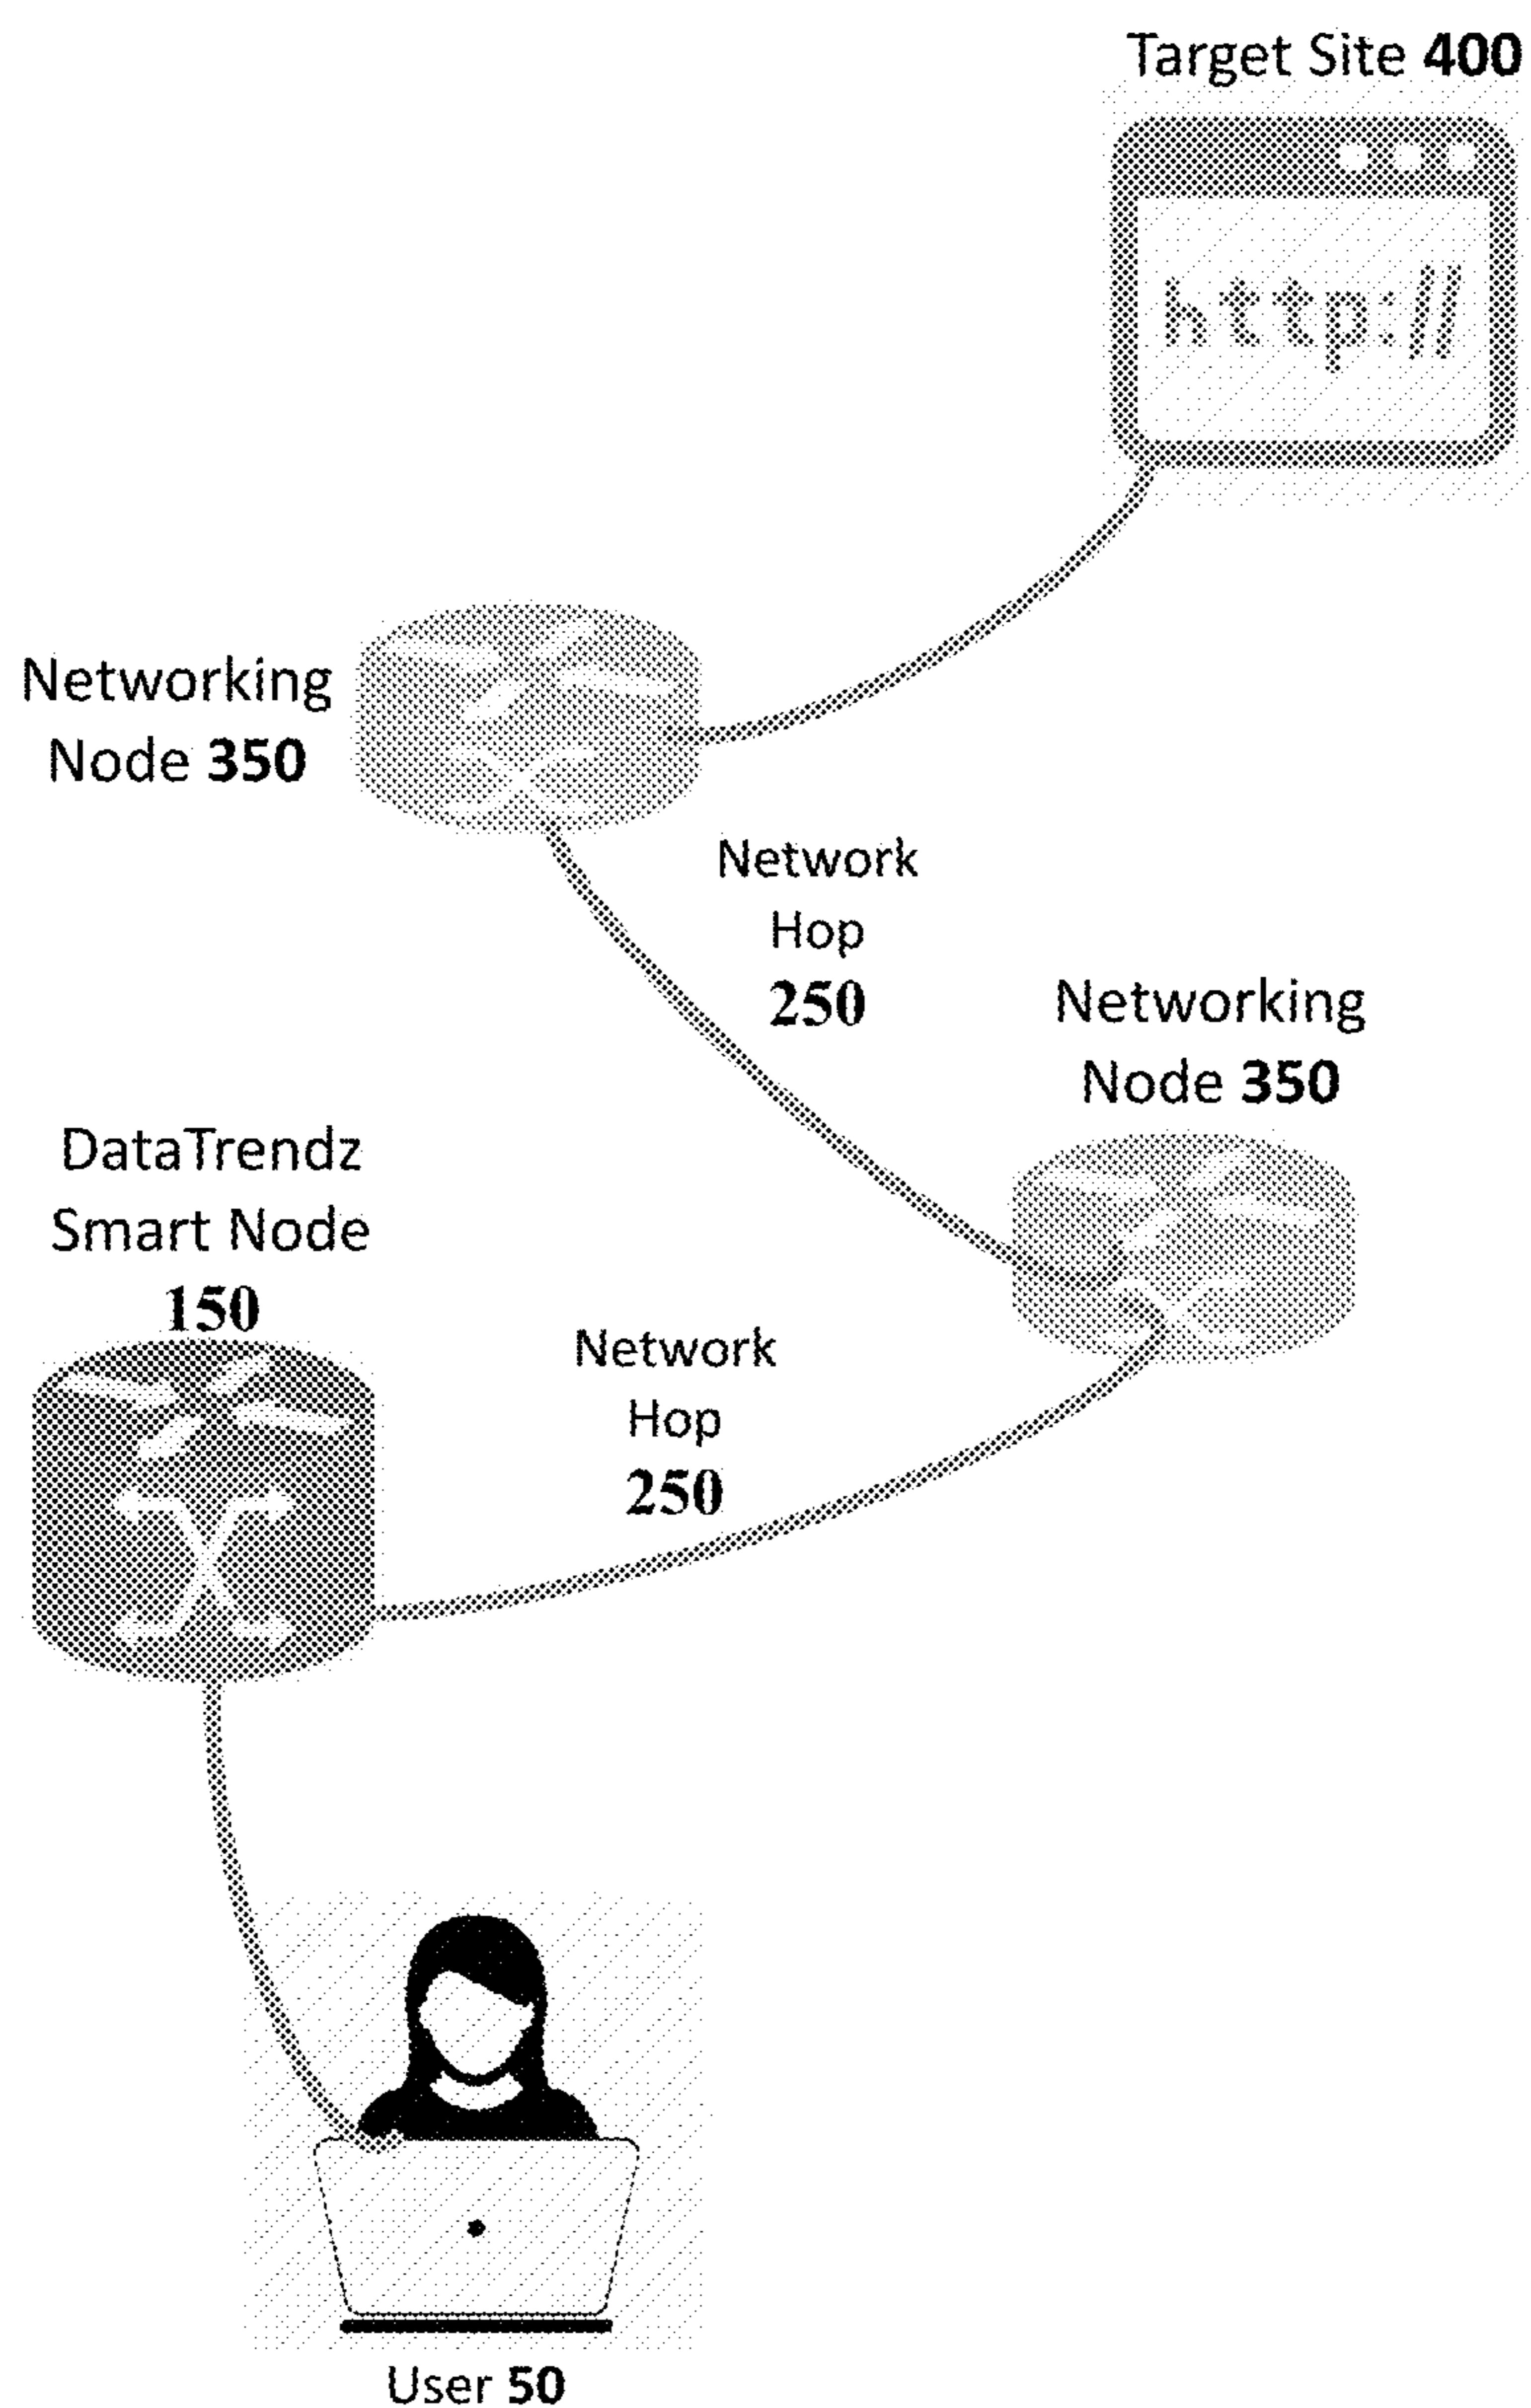 Target Site 400
http://
Networking
Node 350
Network
Hop
250
Networking
Node 350
DataTrendz
Smart Node
150
Network
Hop
250
User 50